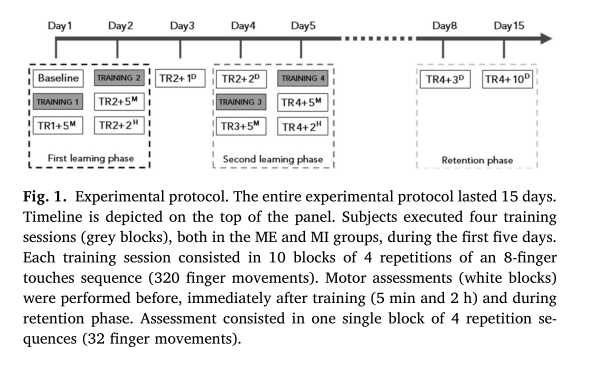 Day1 Day2 Day3 Day4 Day5 Day8 Day15
Baseline TRAINING 2 TR2+1ᴰ TR2+2ᴰ TRAINING 4 TR4+3ᴰ TR4+10ᴰ
TRAINING 1 TR2+5ᴹ TRAINING 3 TR4+5ᴹ
TR1+5ᴹ TR2+2ᴴ TR3+5ᴹ TR4+2ᴴ
First learning phase Second learning phase Retention phase
Fig. 1. Experimental protocol. The entire experimental protocol lasted 15 days.
Timeline is depicted on the top of the panel. Subjects executed four training
sessions (grey blocks), both in the ME and MI groups, during the first five days.
Each training session consisted in 10 blocks of 4 repetitions of an 8-finger
touches sequence (320 finger movements). Motor assessments (white blocks)
were performed before, immediately after training (5 min and 2 h) and during
retention phase. Assessment consisted in one single block of 4 repetition se-
quences (32 finger movements).